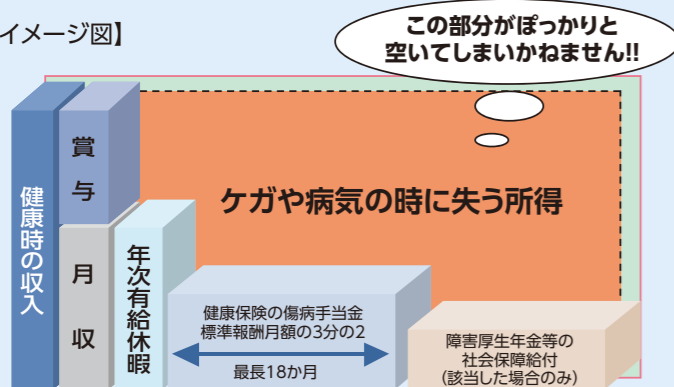 イメージ図】
この部分がぽっかりと
空いてしまいかねません!!
健康時の収入
賞与
月収
年次有給休暇
ケガや病気の時に失う所得
健康保険の傷病手当金
標準報酬月額の3分の2
最長18か月
障害厚生年金等の
社会保障給付
(該当した場合のみ)